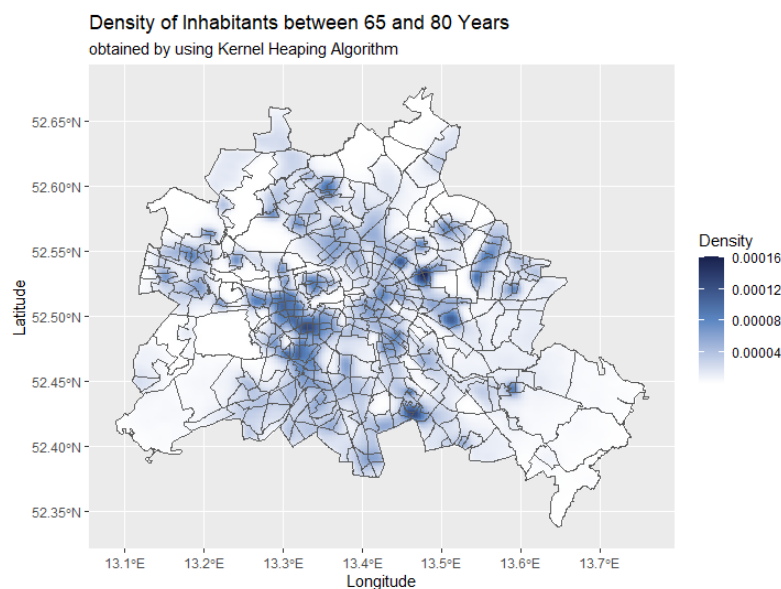 Density of Inhabitants between 65 and 80 Years
obtained by using Kernel Heaping Algorithm
52.65°N
52.60°N
52.55°N
52.50°N
52.45°N
52.40°N
52.35°N
Latitude
13.1°E 13.2°E 13.3°E 13.4°E 13.5°E 13.6°E 13.7°E
Longitude
Density
0.00016
0.00012
0.00008
0.00004